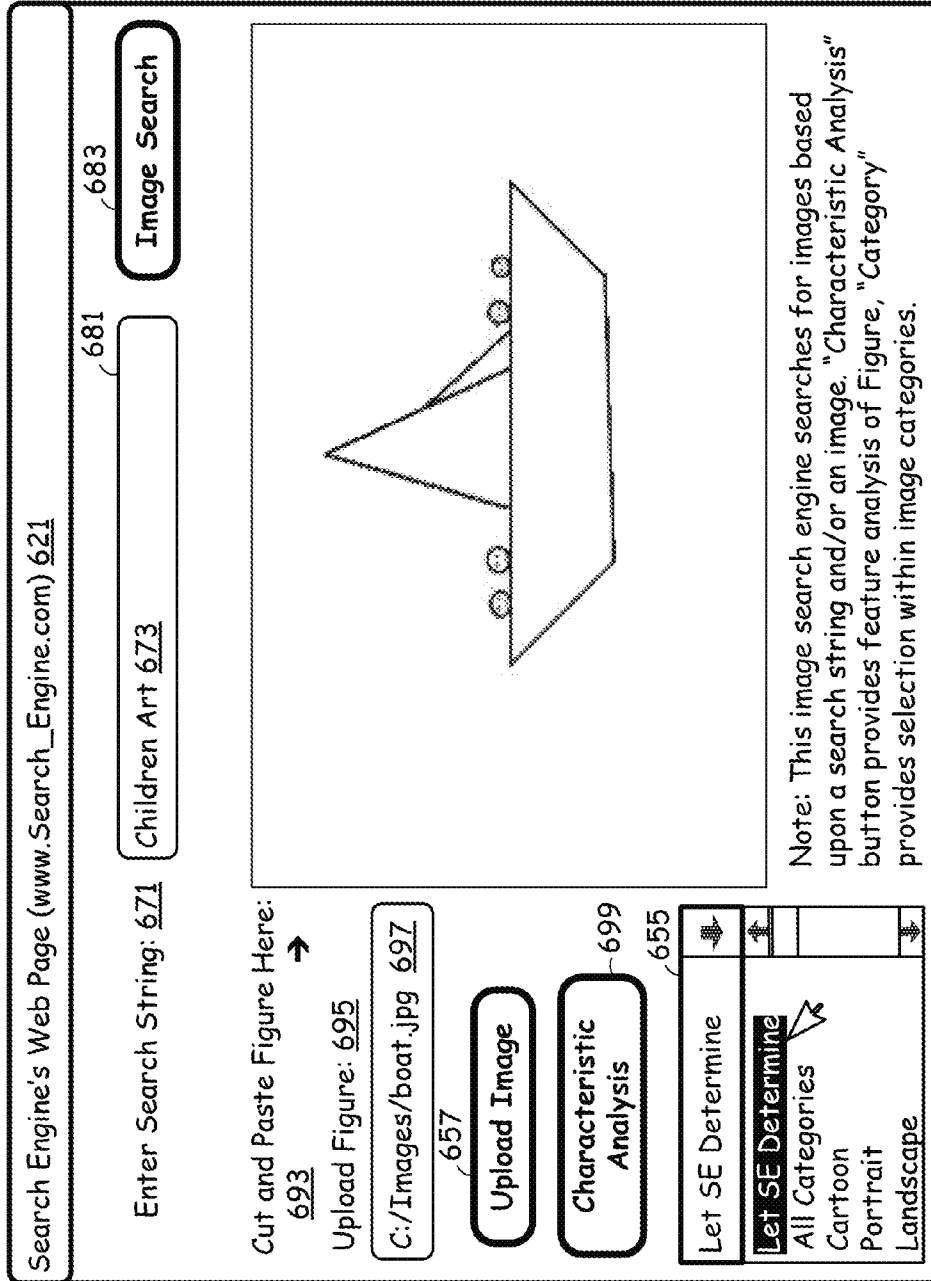 Search Engine's Web Page (www.Search_Engine.com) 621
681
683
Enter Search String: 671
Children Art 673
Image Search
Cut and Paste Figure Here:
693
Upload Figure: 695
C:/Images/boat.jpg 697
657
Upload Image
699
Characteristic
Analysis
655
Let SE Determine
Let SE Determine
All Categories
Cartoon
Portrait
Landscape
Note: This image search engine searches for images based
upon a search string and/or an image. "Characteristic Analysis"
button provides feature analysis of Figure, "Category"
provides selection within image categories.